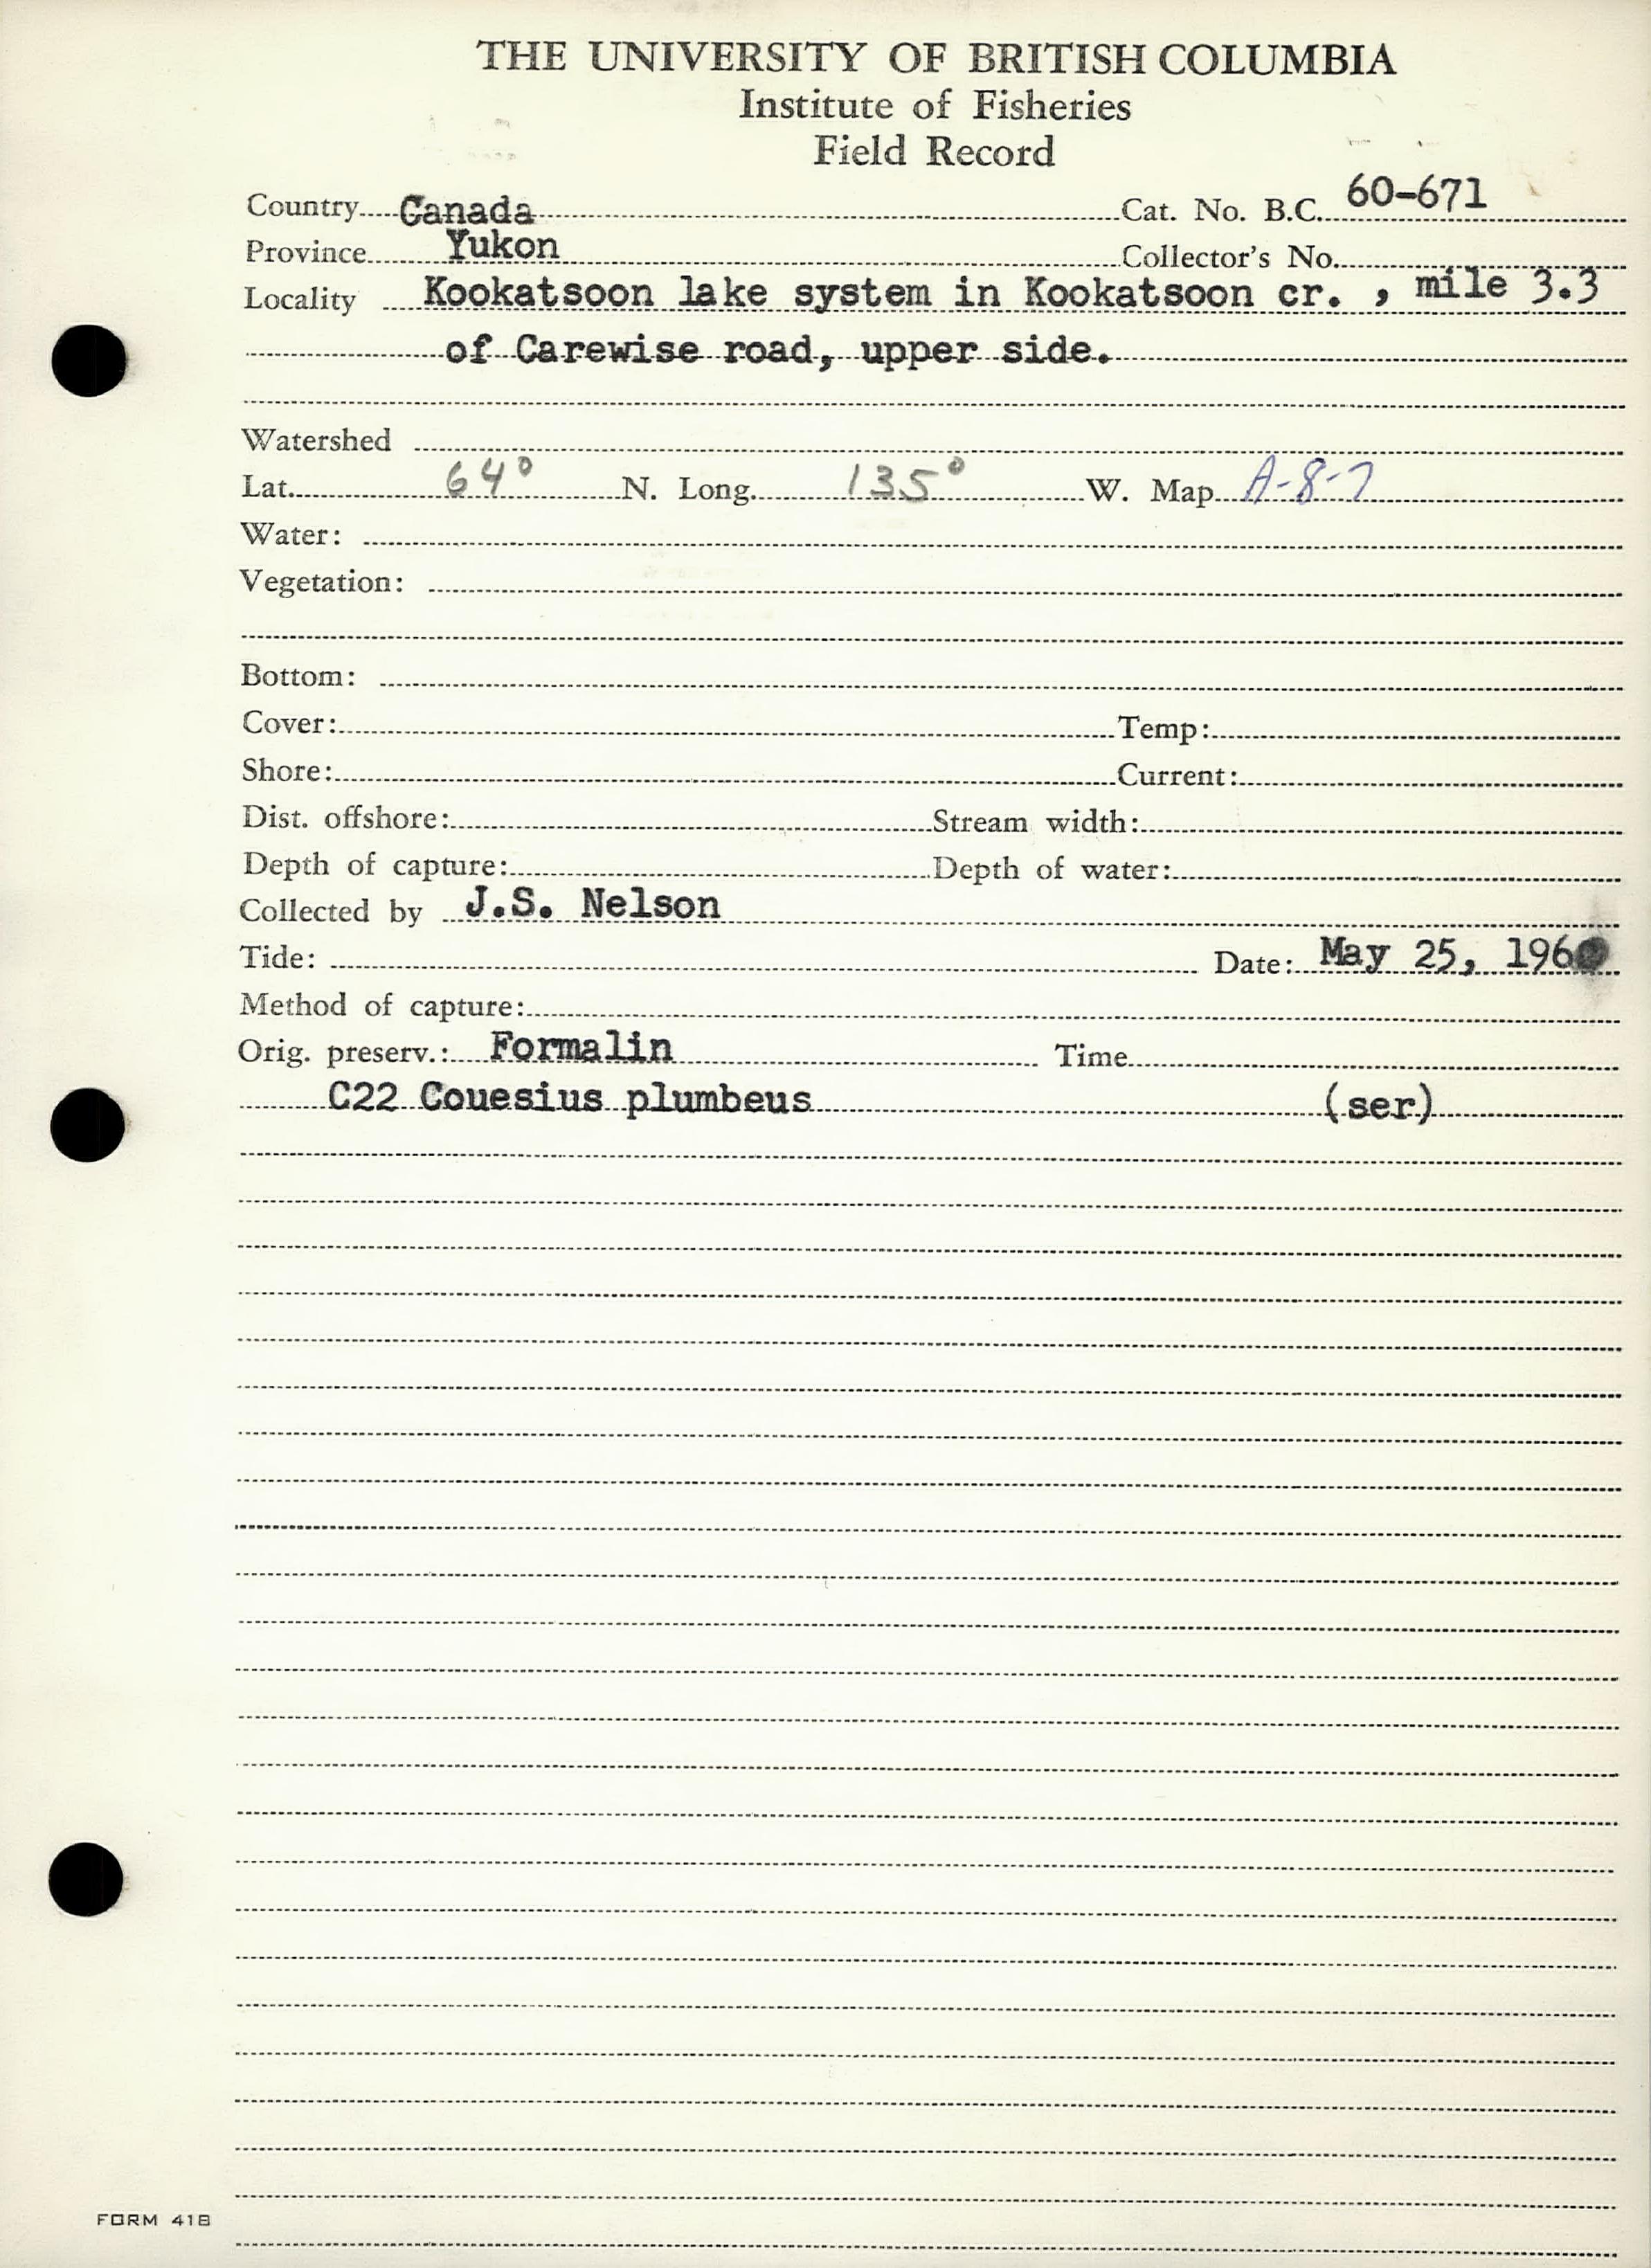 THE UNIVERSITY OF BRITISH COLUMBIA
Institute of Fisheries
Field Record
Country Canada Cat. No. B.C. 60-671
Province Yukon Collector's No.
Locality Kookatsoon lake system in Kookatsoon cr. , mile 3.3
of Carewise road, upper side.
Watershed
Lat. 64° N. Long. 135° W. Map A-8-7
Water:
Vegetation:
Bottom:
Cover: Temp:
Shore: Current:
Dist. offshore: Stream width:
Depth of capture: Depth of water:
Collected by J.S. Nelson
Tide: Date: May 25, 1960
Method of capture:
Orig. preserv.: Formalin Time
C22 Couesius plumbeus (ser)
FORM 41B